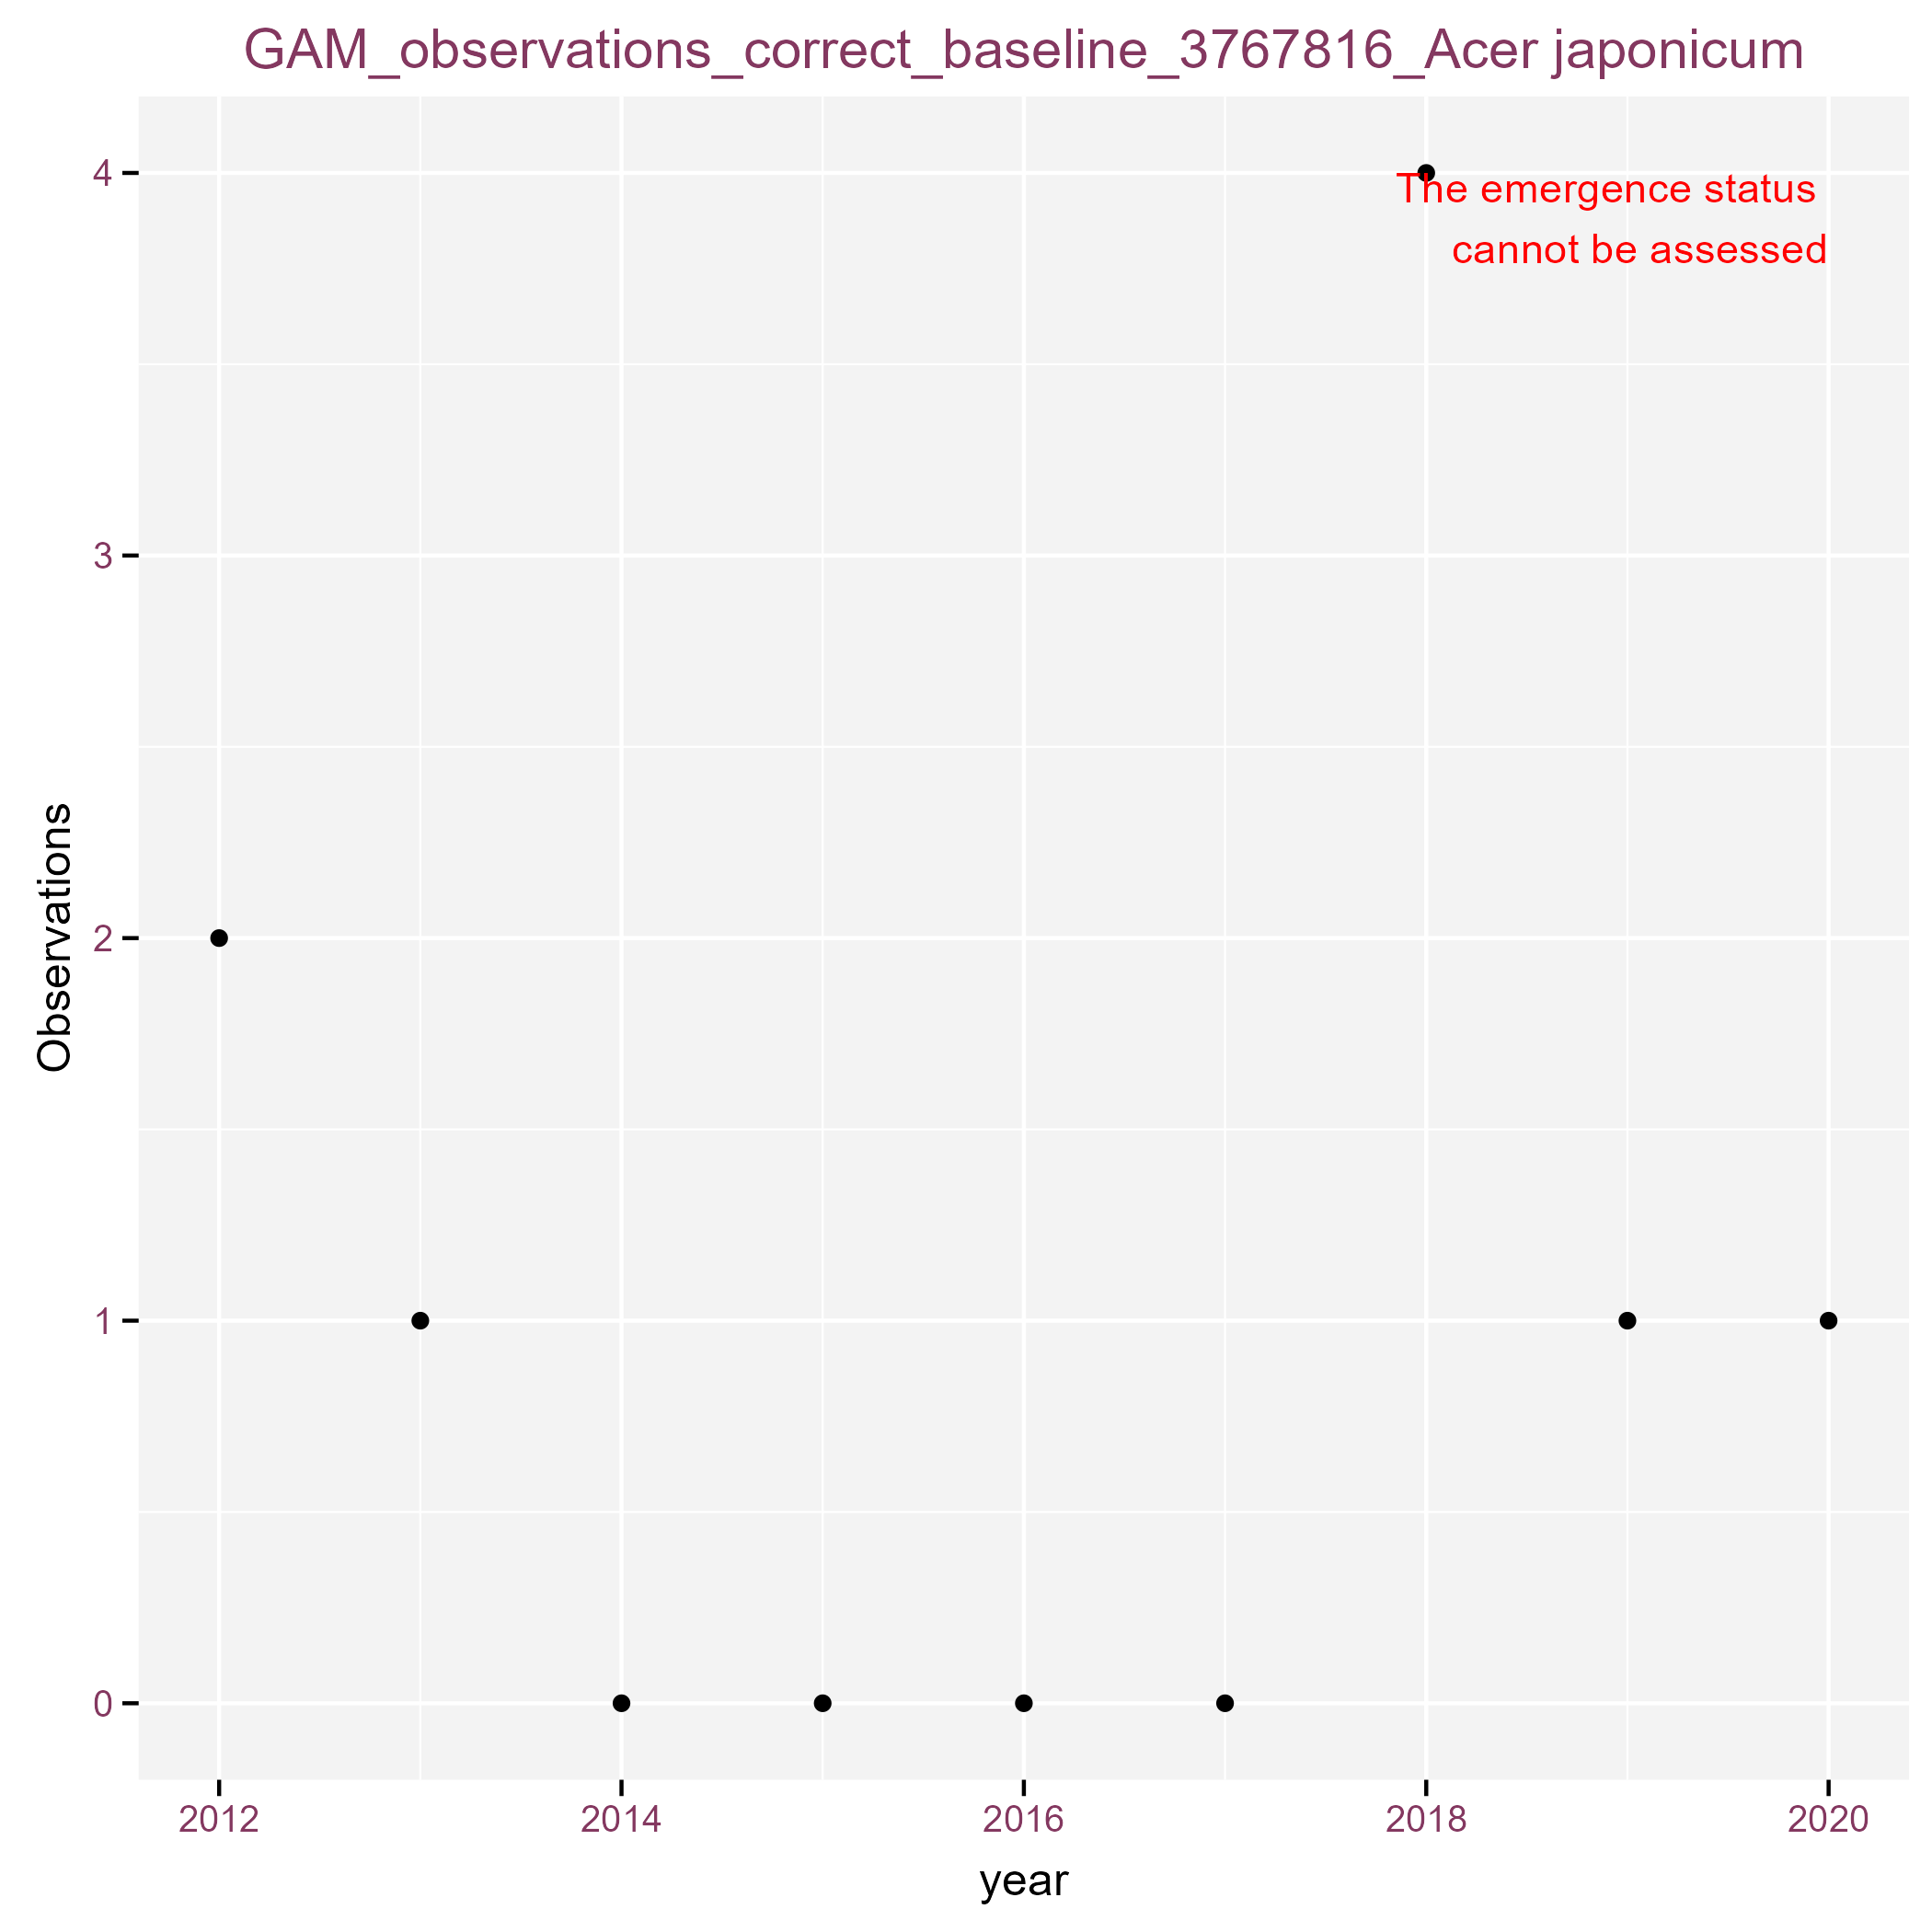 GAM_observations_correct_baseline_3767816_Acer japonicum
4
The emergence status
cannot be assessed
3
Observations
2
1
0
2012 2014 2016 2018 2020
year